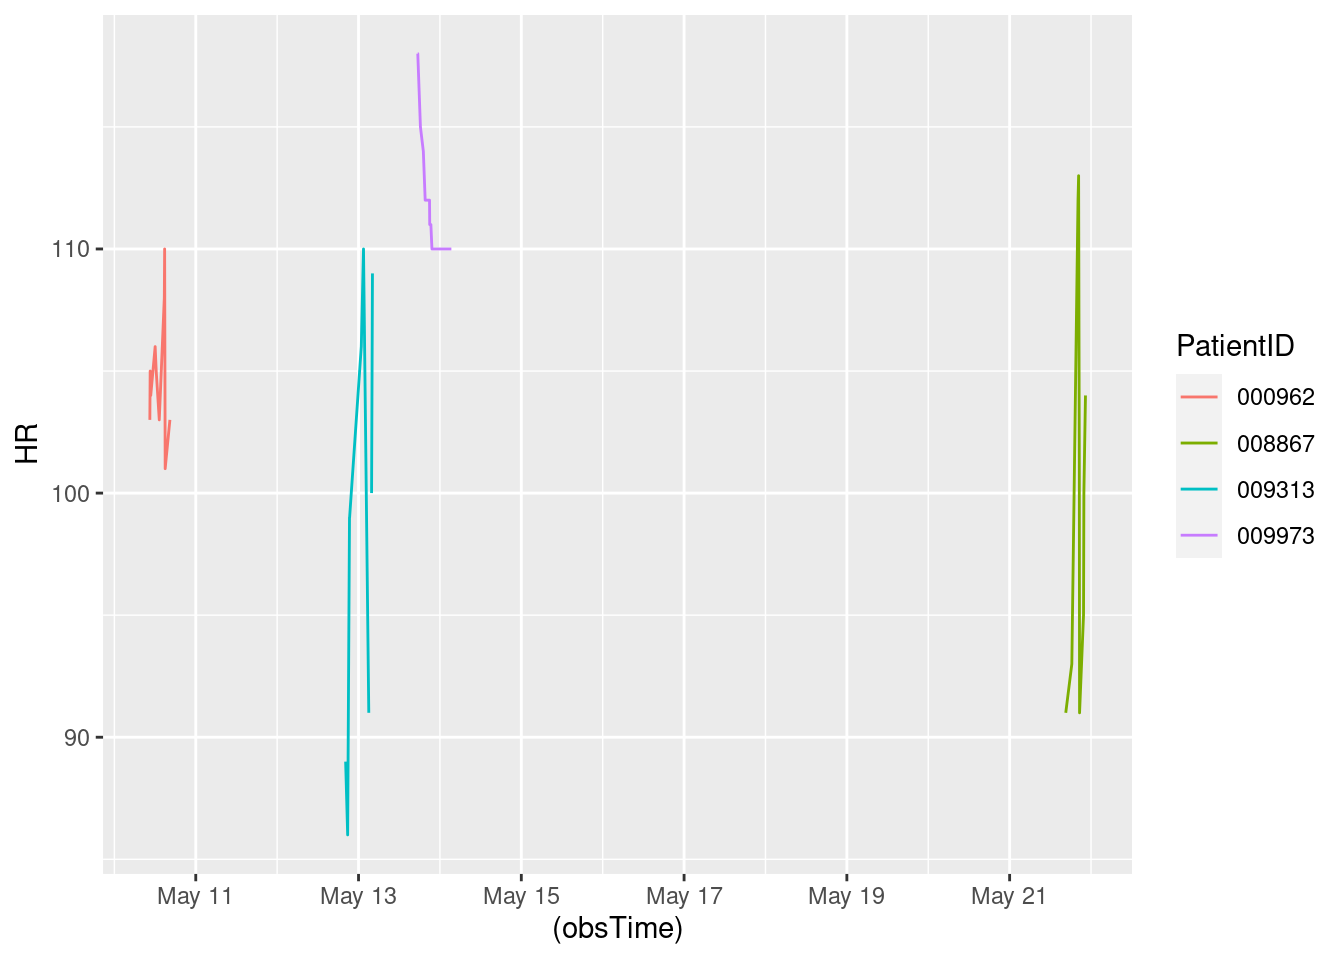 HR
110
100
90
May 11
May 13
May 15
May 17
May 19
May 21
(obsTime)
PatientID
000962
008867
009313
009973